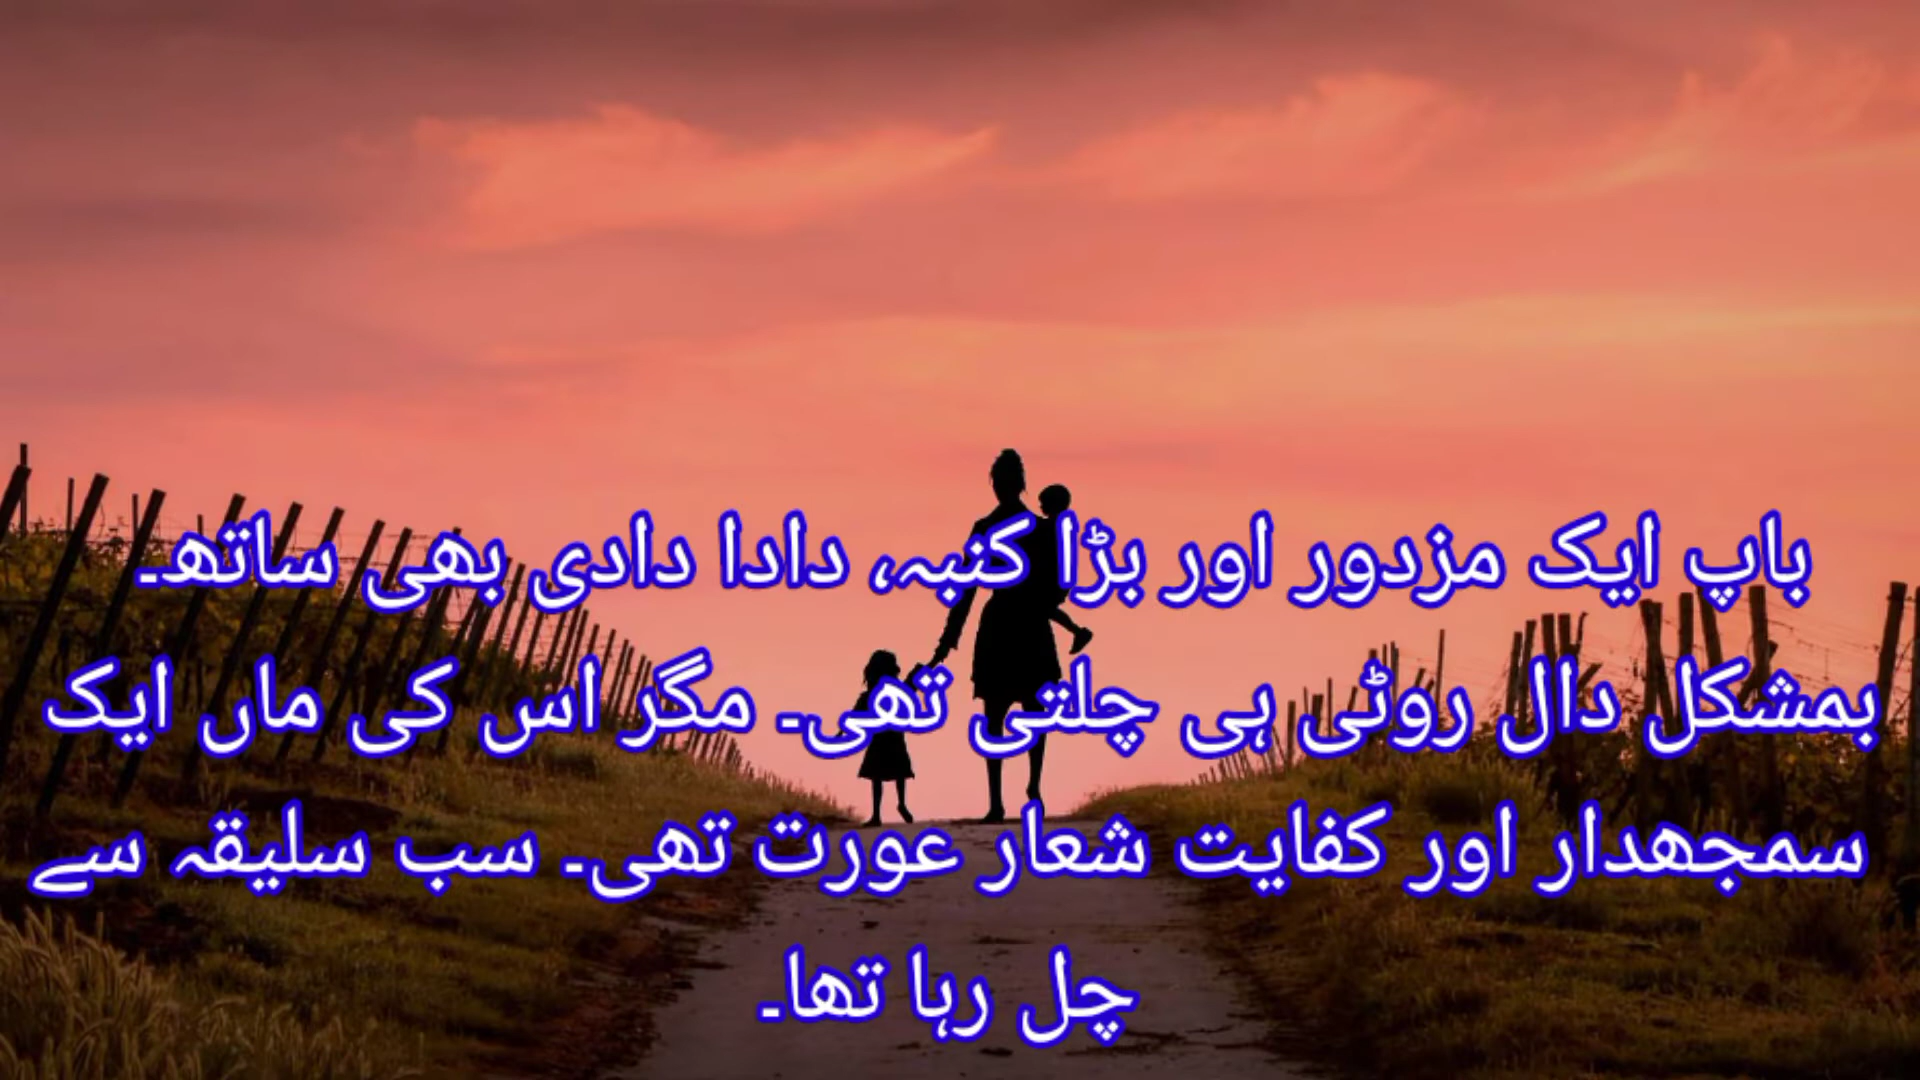 باپ ایک مزدور اور بڑا کنبہ، دادا دادی بھی ساتھ۔
بمشکل دال روٹی ہی چلتی تھی۔ مگر اس کی ماں ایک
سمجھدار اور کفایت شعار عورت تھی۔ سب سلیقہ سے
چل رہا تھا۔